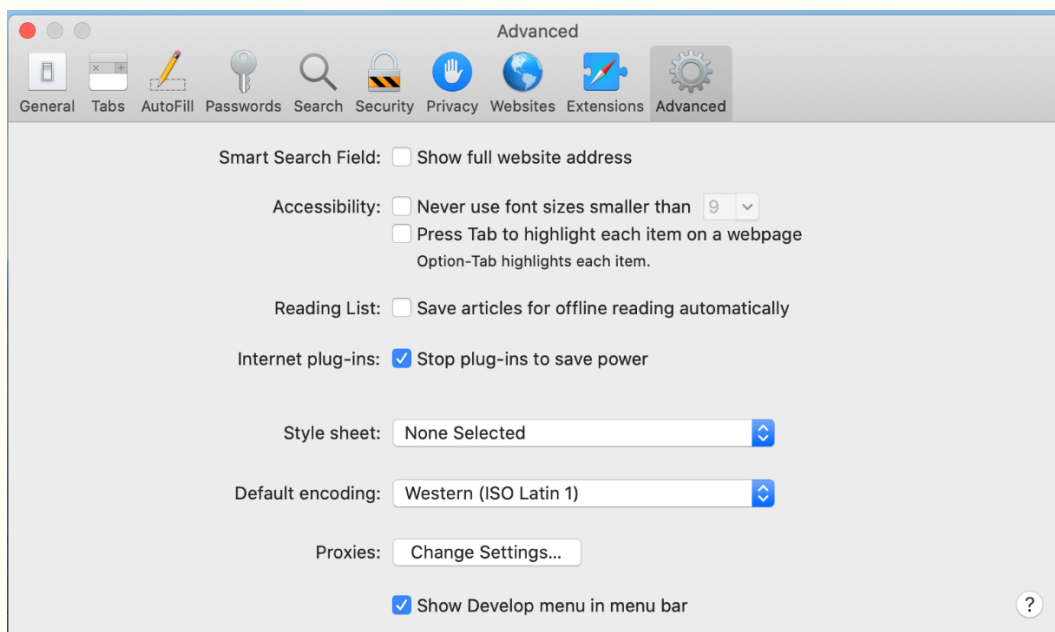 Advanced
General Tabs AutoFill Passwords Search Security Privacy Websites Extensions Advanced
Smart Search Field: Show full website address
Accessibility: Never use font sizes smaller than 9
Press Tab to highlight each item on a webpage
Option-Tab highlights each item.
Reading List: Save articles for offline reading automatically
Internet plug-ins: Stop plug-ins to save power
Style sheet: None Selected
Default encoding: Western (ISO Latin 1)
Proxies: Change Settings...
Show Develop menu in menu bar ?